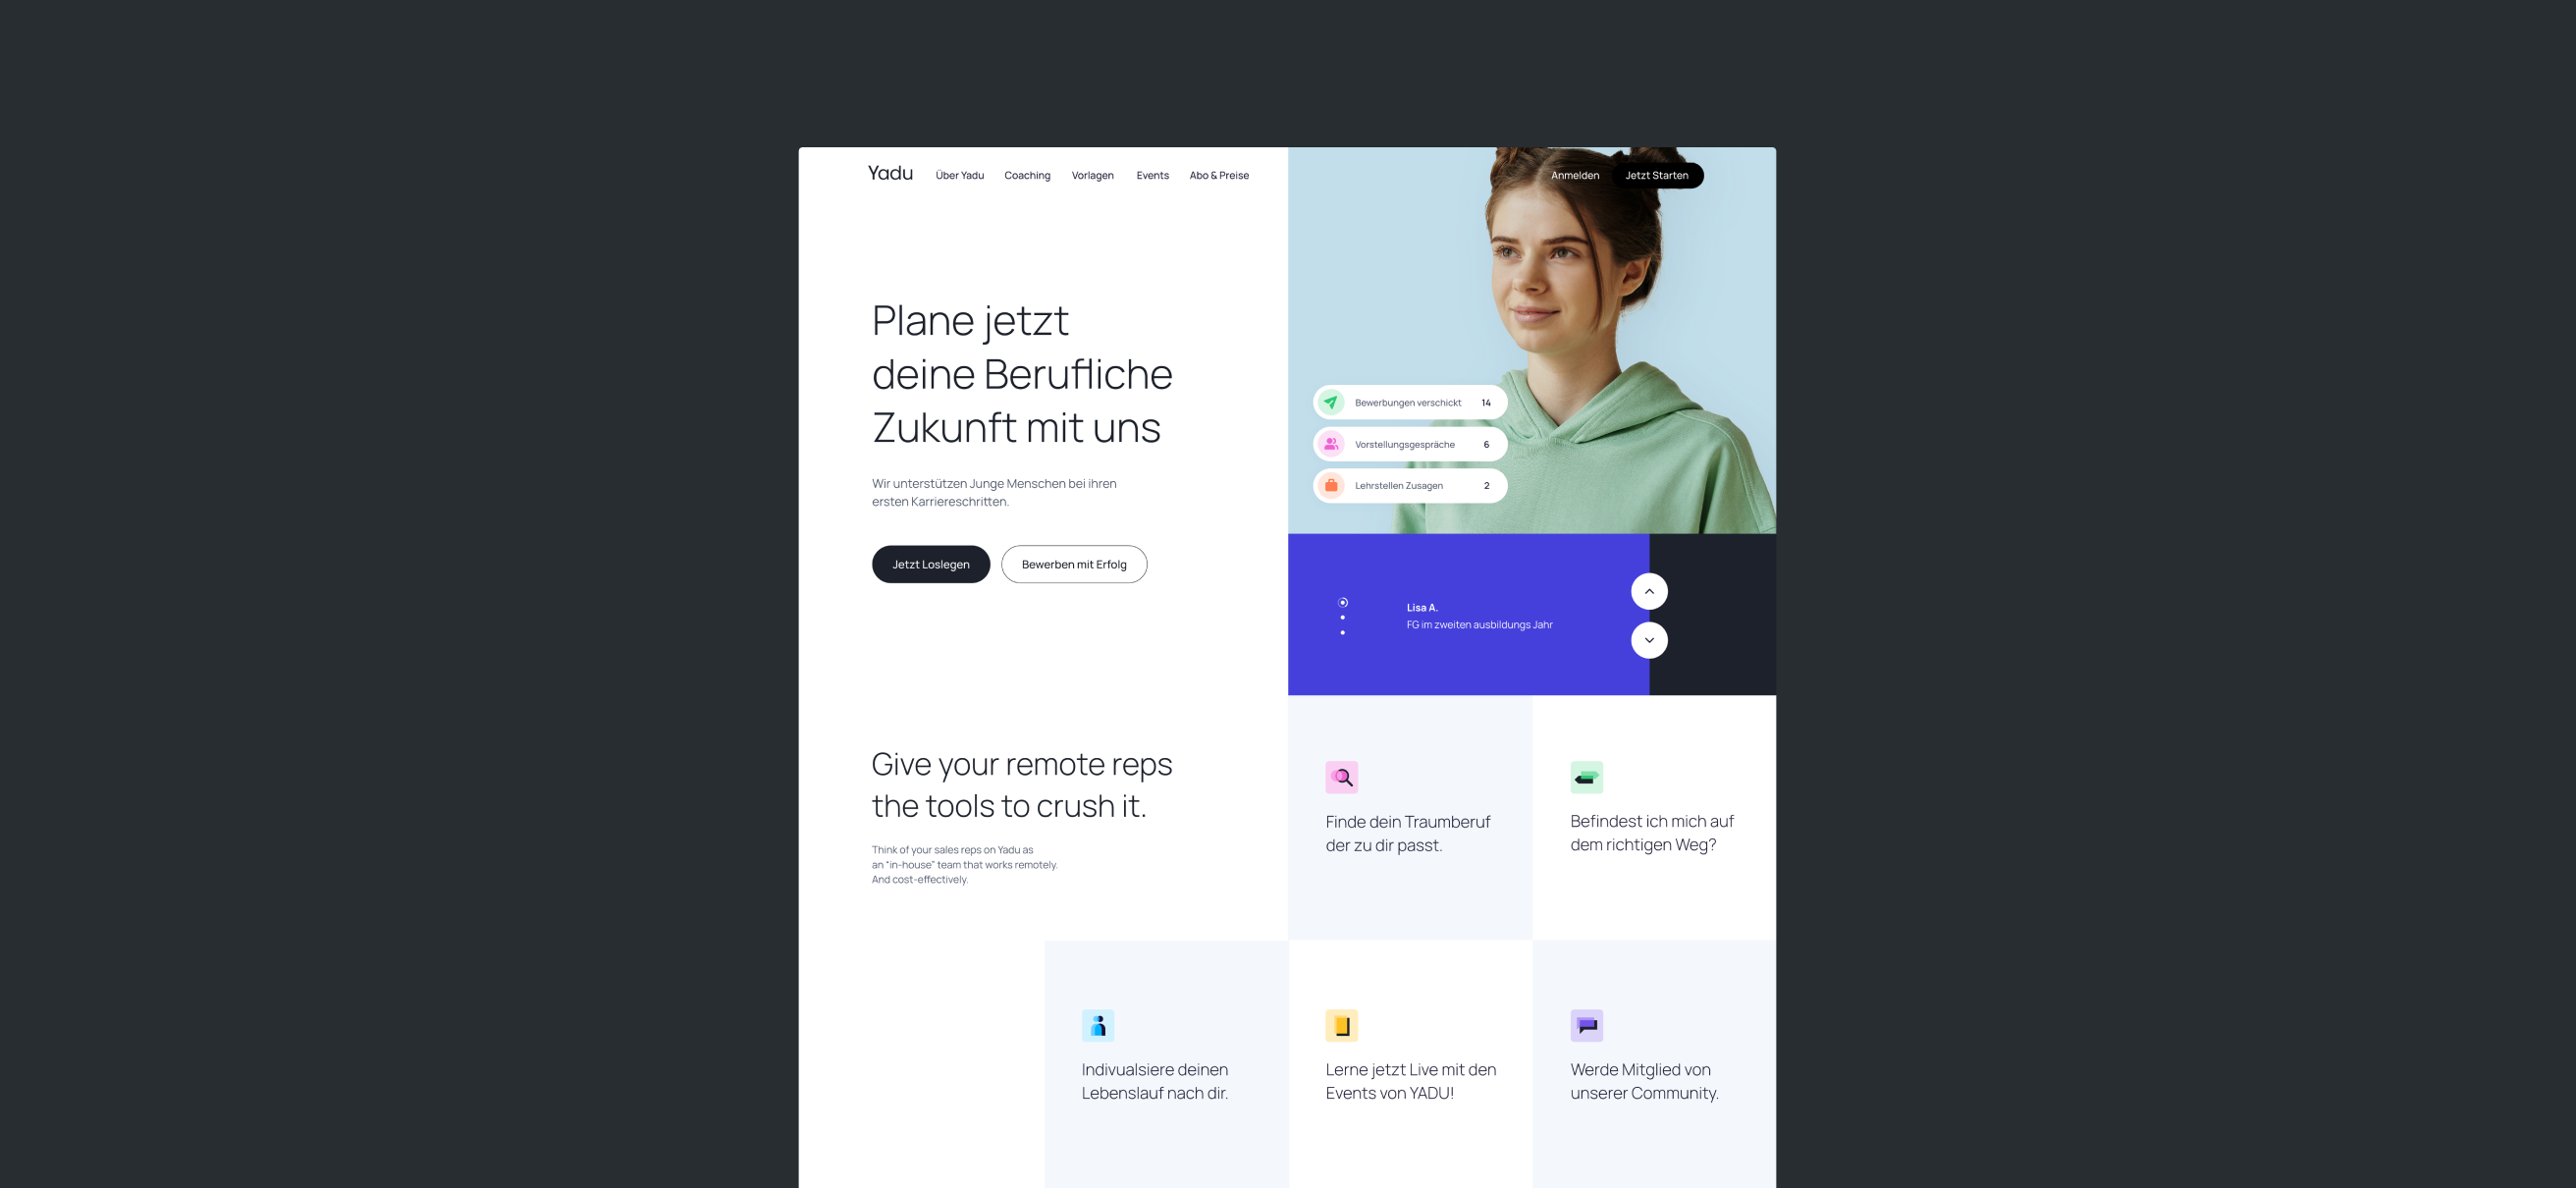 Yadu
Über Yadu
Coaching
Vorlagen
Events
Abo & Preise
Anmelden
Jetzt Starten
Plane jetzt
deine Berufliche
Zukunft mit uns
Wir unterstützen Junge Menschen bei ihren
ersten Karriereschritten.
Jetzt Loslegen
Bewerben mit Erfolg
Bewerbungen verschickt 14
Vorstellungsgespräche 6
Lehrstellen Zusagen 2
Lisa A.
FG im zweiten ausbildungs Jahr
Give your remote reps
the tools to crush it.
Think of your sales reps on Yadu as
an “in-house” team that works remotely.
And cost-effectively.
Finde dein Traumberuf
der zu dir passt.
Befindest ich mich auf
dem richtigen Weg?
Indivualsiere deinen
Lebenslauf nach dir.
Lerne jetzt Live mit den
Events von YADU!
Werde Mitglied von
unserer Community.